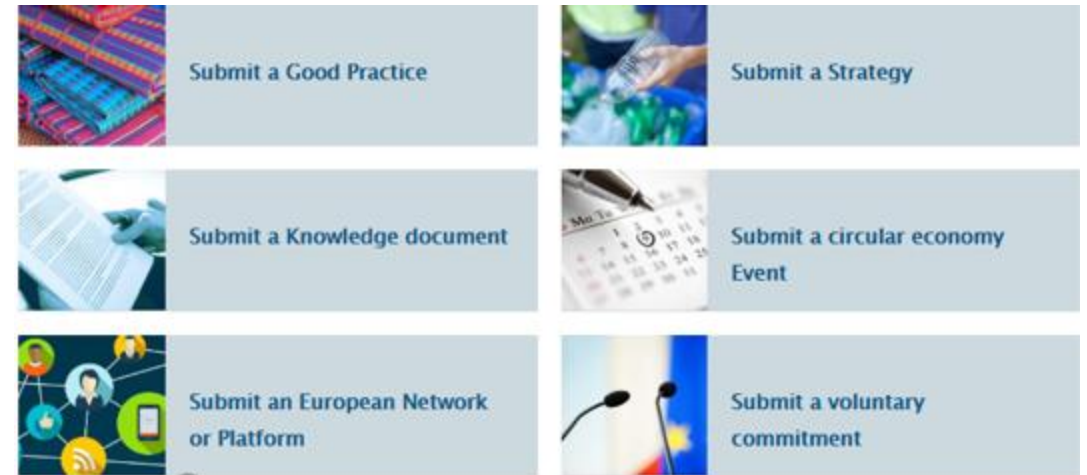 Submit a Good Practice
Submit a Strategy
Submit a Knowledge document
Submit a circular economy
Event
Submit an European Network
or Platform
Submit a voluntary
commitment